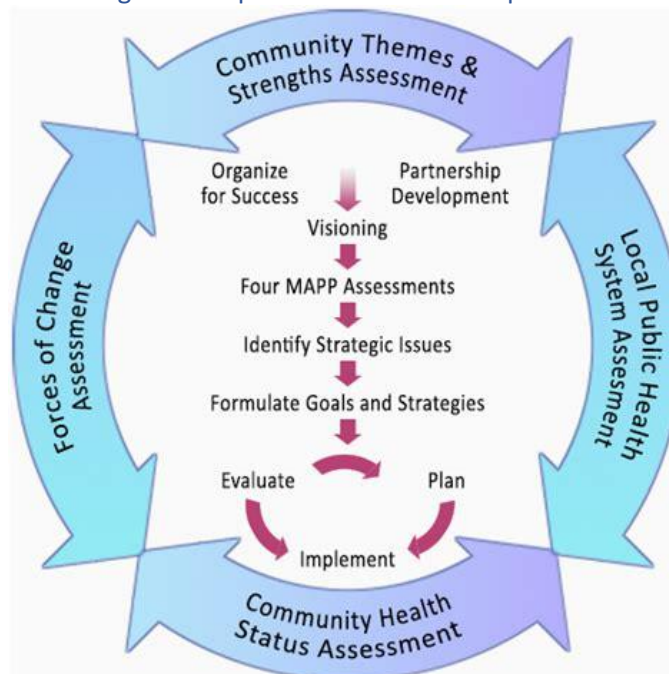 Community Themes &
Strengths Assessment
Organize
for Success
Partnership
Development
Visioning
Four MAPP Assessments
Identify Strategic Issues
Formulate Goals and Strategies
Evaluate
Plan
Implement
Forces of Change
Assessment
Local Public Health
System Assesment
Community Health
Status Assessment